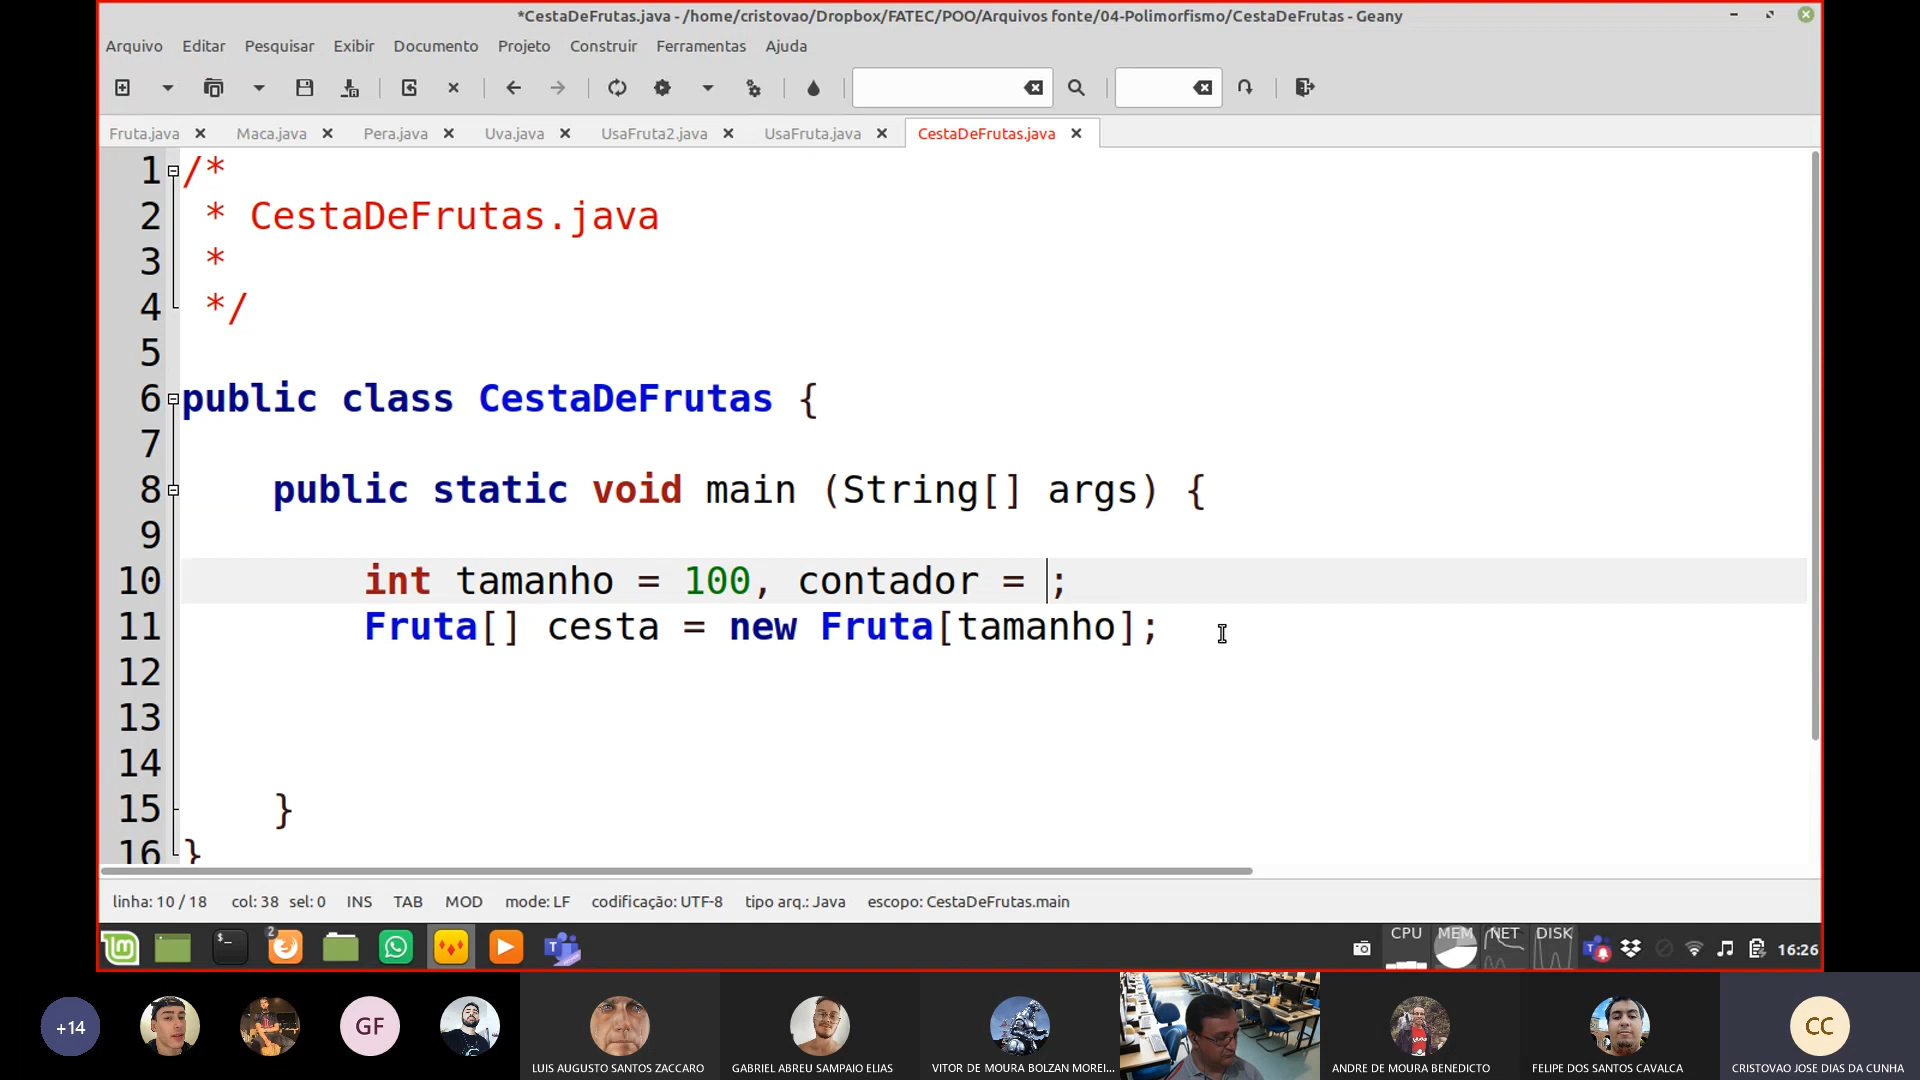 *CestaDeFrutas.java - /home/cristovao/Dropbox/FATEC/POO/Arquivos fonte/04-Polimorfismo/CestaDeFrutas - Geany
Arquivo Editar Pesquisar Exibir Documento Projeto Construir Ferramentas Ajuda
Fruta.java Maca.java Pera.java Uva.java UsaFruta2.java UsaFruta.java CestaDeFrutas.java
1 /*
2 * CestaDeFrutas.java
3 *
4 */
5
6 public class CestaDeFrutas {
7
8 public static void main (String[] args) {
9
10 int tamanho = 100, contador = ;
11 Fruta[] cesta = new Fruta[tamanho];
12
13
14
15 }
16 }
linha: 10 / 18 col: 38 sel: 0 INS TAB MOD mode: LF codificação: UTF-8 tipo arq.: Java escopo: CestaDeFrutas.main
2 CPU MEM NET DISK 16:26
+14 GF CC
LUIS AUGUSTO SANTOS ZACCARO GABRIEL ABREU SAMPAIO ELIAS VITOR DE MOURA BOLZAN MOREI... ANDRE DE MOURA BENEDICTO FELIPE DOS SANTOS CAVALCA CRISTOVAO JOSE DIAS DA CUNHA